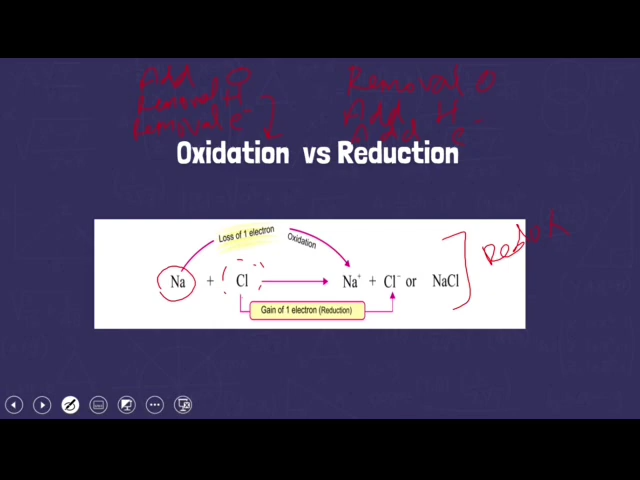 Add O Removal O
Removal H Add H
Removal e⁻ Add e⁻
Oxidation vs Reduction
Loss of 1 electron
Oxidation
Na + Cl → Na⁺ + Cl⁻ or NaCl
Redox
Gain of 1 electron (Reduction)